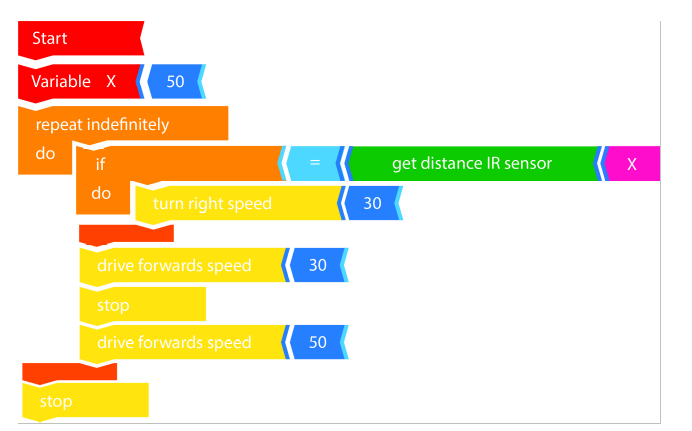 Start
Variable X 50
repeat indefinitely
do
if = get distance IR sensor X
do
turn right speed 30
drive forwards speed 30
stop
drive forwards speed 50
stop